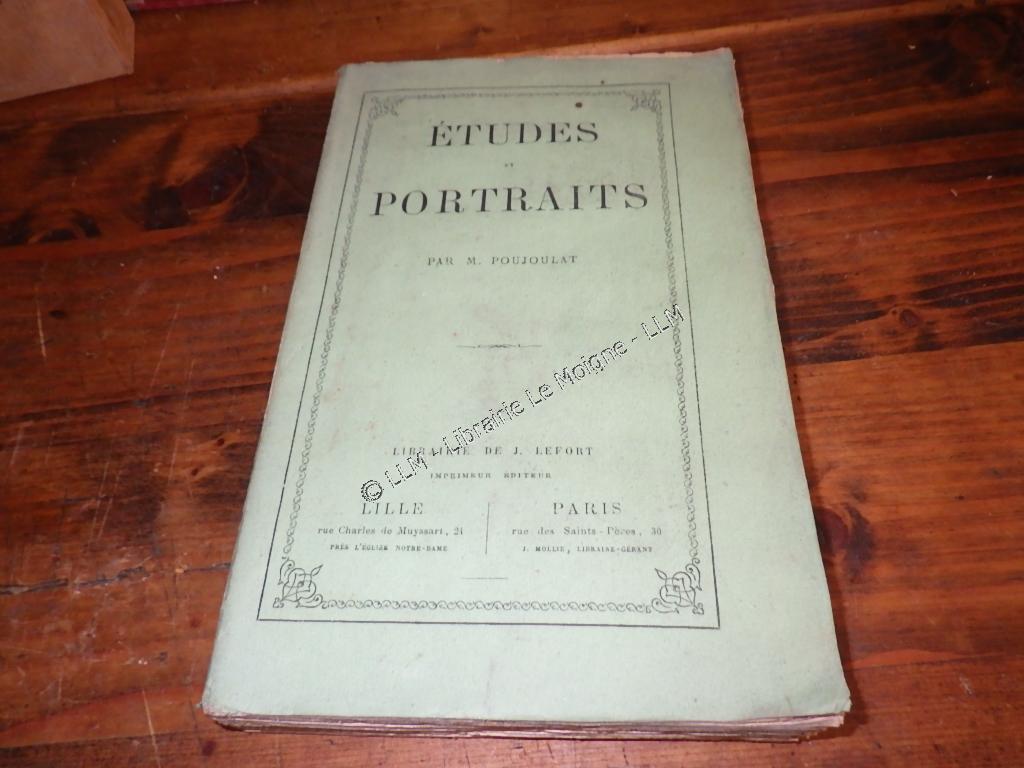 ÉTUDES
ET
PORTRAITS
PAR M. POUJOULAT
© LLM - Librairie Le Moigne - LLM
LIBRAIRIE DE J. LEFORT
IMPRIMEUR ÉDITEUR
LILLE
rue Charles de Muyssart, 24
PRÈS L'ÉGLISE NOTRE-DAME
PARIS
rue des Saints-Pères, 30
J. MOLLIE, LIBRAIRE-GÉRANT